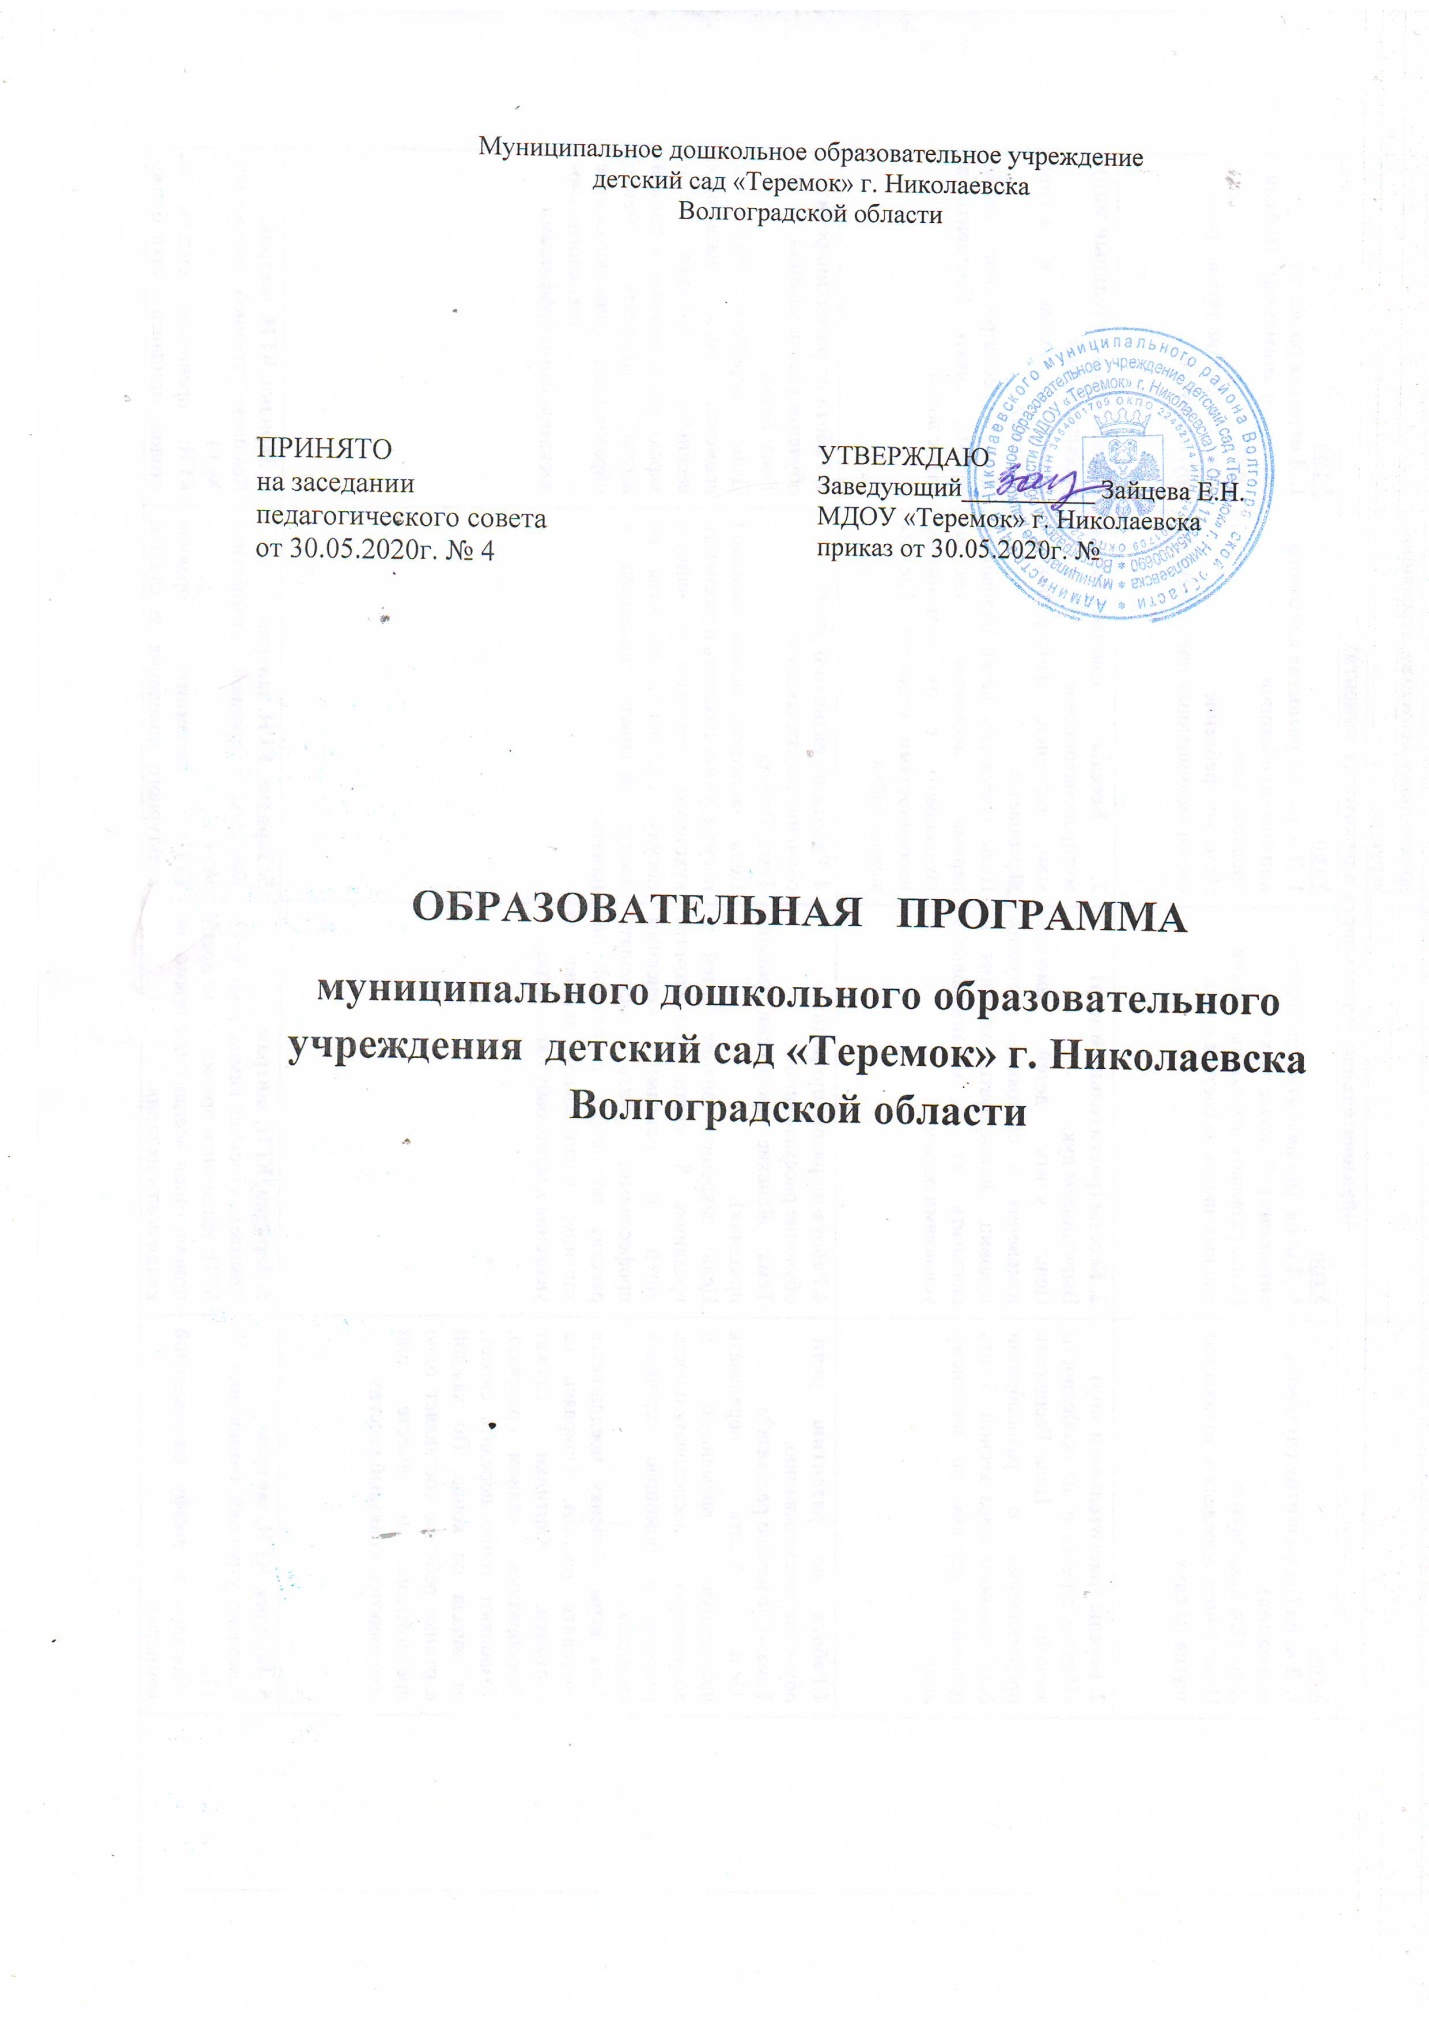 Муниципальное дошкольное образовательное учреждение
детский сад «Теремок» г. Николаевска
Волгоградской области
ПРИНЯТО
на заседании
педагогического совета
от 30.05.2020г. № 4
УТВЕРЖДАЮ
Заведующий Зайцева Е.Н.
МДОУ «Теремок» г. Николаевска
приказ от 30.05.2020г. №
ОБРАЗОВАТЕЛЬНАЯ ПРОГРАММА
муниципального дошкольного образовательного
учреждения детский сад «Теремок» г. Николаевска
Волгоградской области